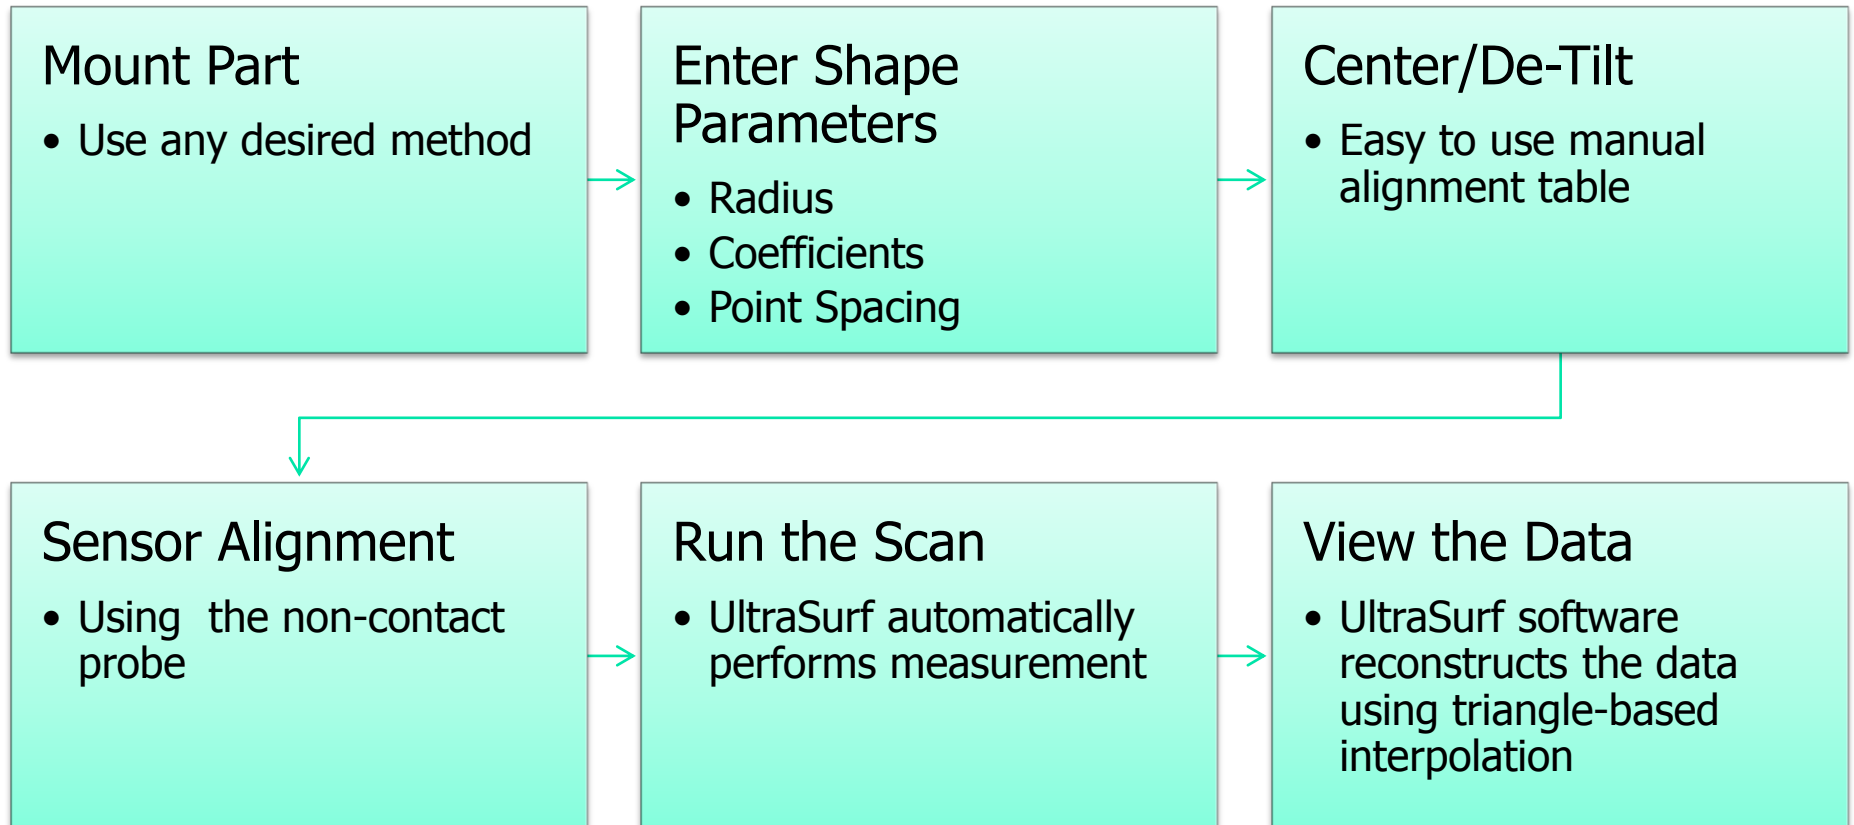 Mount Part
• Use any desired method
Enter Shape
Parameters
• Radius
• Coefficients
• Point Spacing
Center/De-Tilt
• Easy to use manual
alignment table
Sensor Alignment
• Using  the non-contact
probe
Run the Scan
• UltraSurf automatically
performs measurement
View the Data
• UltraSurf software
reconstructs the data
using triangle-based
interpolation